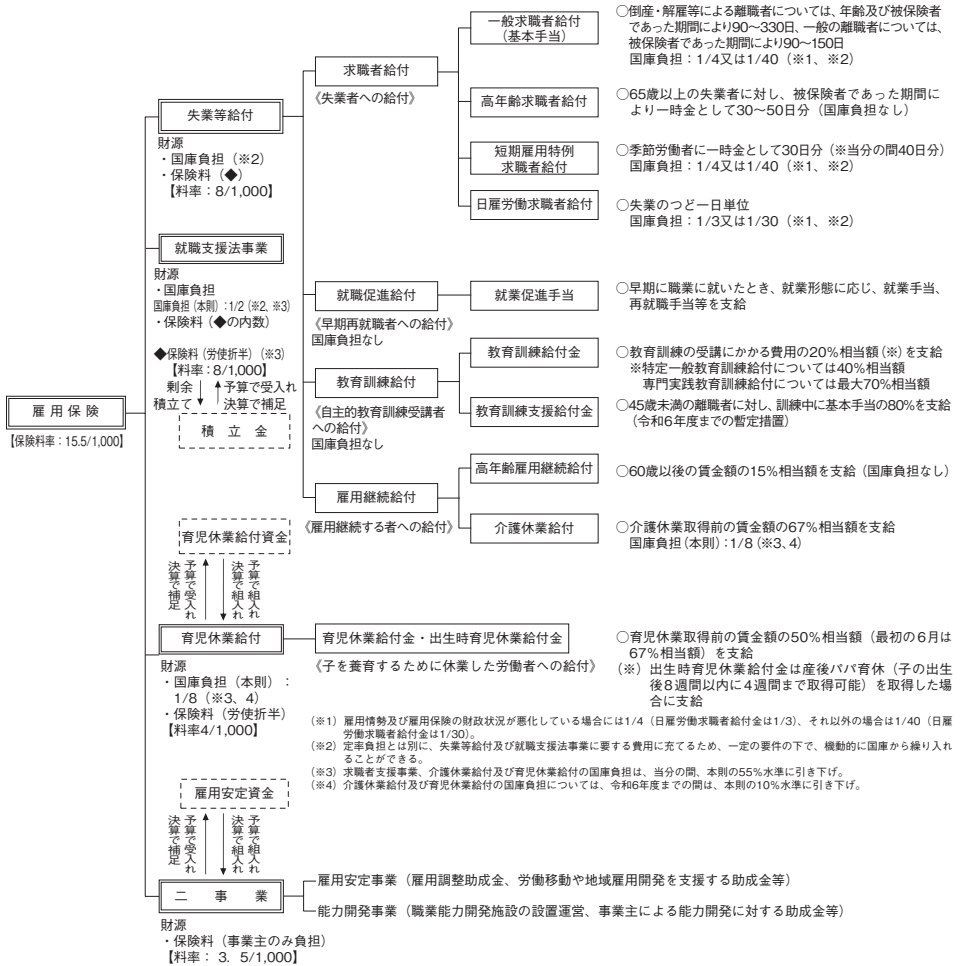 雇用保険
【保険料率：15.5/1,000】
失業等給付
財源
・国庫負担（※2）
・保険料（◆）
【料率：8/1,000】
就職支援法事業
財源
・国庫負担
国庫負担（本則）：1/2（※2、※3）
・保険料（◆の内数）
◆保険料（労使折半）（※3）
【料率：8/1,000】
剰余
積立て
予算で受入れ
決算で補足
積立金
育児休業給付資金
決算で補足
予算で受入れ
決算で組入れ
予算で組入れ
育児休業給付
財源
・国庫負担（本則）：
1/8（※3、4）
・保険料（労使折半）
【料率4/1,000】
雇用安定資金
決算で補足
予算で受入れ
決算で組入れ
予算で組入れ
二事業
財源
・保険料（事業主のみ負担）
【料率：3. 5/1,000】
求職者給付
《失業者への給付》
一般求職者給付
（基本手当）
○倒産・解雇等による離職者については、年齢及び被保険者
であった期間により90～330日、一般の離職者については、
被保険者であった期間により90～150日
国庫負担：1/4又は1/40（※1、※2）
高年齢求職者給付
○65歳以上の失業者に対し、被保険者であった期間に
より一時金として30～50日分（国庫負担なし）
短期雇用特例
求職者給付
○季節労働者に一時金として30日分（※当分の間40日分）
国庫負担：1/4又は1/40（※1、※2）
日雇労働求職者給付
○失業のつど一日単位
国庫負担：1/3又は1/30（※1、※2）
就職促進給付
《早期再就職者への給付》
国庫負担なし
就業促進手当
○早期に職業に就いたとき、就業形態に応じ、就業手当、
再就職手当等を支給
教育訓練給付
《自主的教育訓練受講者
への給付》
国庫負担なし
教育訓練給付金
○教育訓練の受講にかかる費用の20％相当額（※）を支給
※特定一般教育訓練給付については40％相当額
専門実践教育訓練給付については最大70％相当額
教育訓練支援給付金
○45歳未満の離職者に対し、訓練中に基本手当の80％を支給
（令和6年度までの暫定措置）
雇用継続給付
《雇用継続する者への給付》
高年齢雇用継続給付
○60歳以後の賃金額の15％相当額を支給（国庫負担なし）
介護休業給付
○介護休業取得前の賃金額の67％相当額を支給
国庫負担（本則）：1/8（※3、4）
育児休業給付金・出生時育児休業給付金
《子を養育するために休業した労働者への給付》
○育児休業取得前の賃金額の50％相当額（最初の6月は
67％相当額）を支給
（※）出生時育児休業給付金は産後パパ育休（子の出生
後8週間以内に4週間まで取得可能）を取得した場
合に支給
（※1）雇用情勢及び雇用保険の財政状況が悪化している場合には1/4（日雇労働求職者給付金は1/3）、それ以外の場合は1/40（日雇
労働求職者給付金は1/30）。
（※2）定率負担とは別に、失業等給付及び就職支援法事業に要する費用に充てるため、一定の要件の下で、機動的に国庫から繰り入れ
ることができる。
（※3）求職者支援事業、介護休業給付及び育児休業給付の国庫負担は、当分の間、本則の55％水準に引き下げ。
（※4）介護休業給付及び育児休業給付の国庫負担については、令和6年度までの間は、本則の10％水準に引き下げ。
雇用安定事業（雇用調整助成金、労働移動や地域雇用開発を支援する助成金等）
能力開発事業（職業能力開発施設の設置運営、事業主による能力開発に対する助成金等）